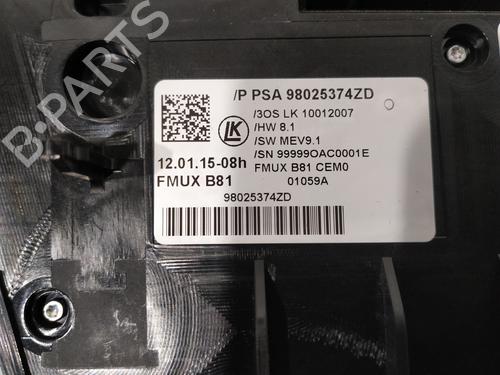 /P PSA 98025374ZD
/3OS LK 10012007
/HW 8.1
/SW MEV9.1
/SN 99999OAC0001E
FMUX B81 CEM0
01059A
LK
12.01.15-08h
FMUX B81
98025374ZD
B-PARTS